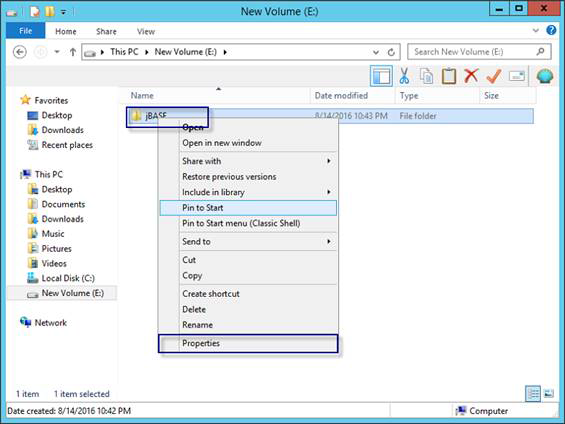 New Volume (E:)
File Home Share View
This PC New Volume (E:)
Search New Volume (E:)
Name Date modified Type Size
jBASE 8/14/2016 10:43 PM File folder
Favorites
Desktop
Downloads
Recent places
This PC
Desktop
Documents
Downloads
Music
Pictures
Videos
Local Disk (C:)
New Volume (E:)
Network
Open
Open in new window
Share with
Restore previous versions
Include in library
Pin to Start
Pin to Start menu (Classic Shell)
Send to
Cut
Copy
Create shortcut
Delete
Rename
Properties
1 item 1 item selected
Date created: 8/14/2016 10:42 PM Computer